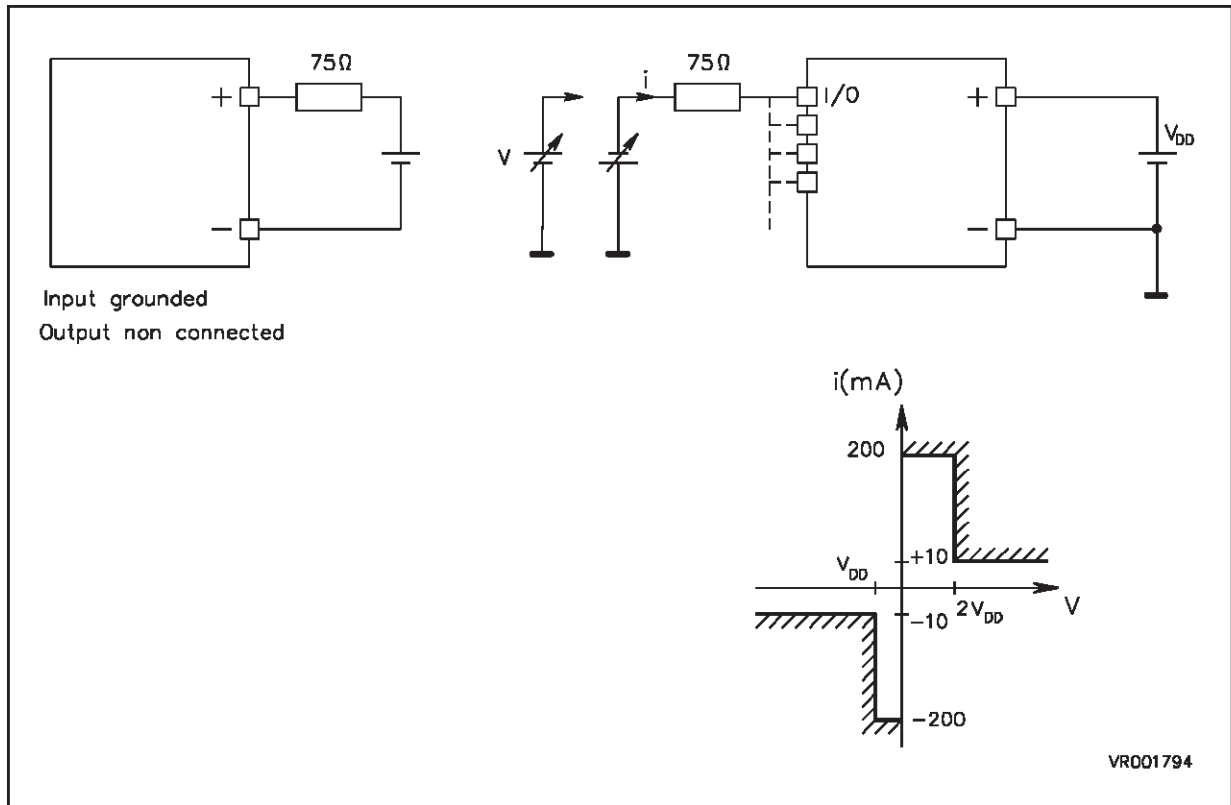 75Ω
+
−
Input grounded
Output non connected
V
i
75Ω
I/O
+
−
V_DD
i(mA)
200
+10
V_DD
2V_DD
V
−10
−200
VR001794